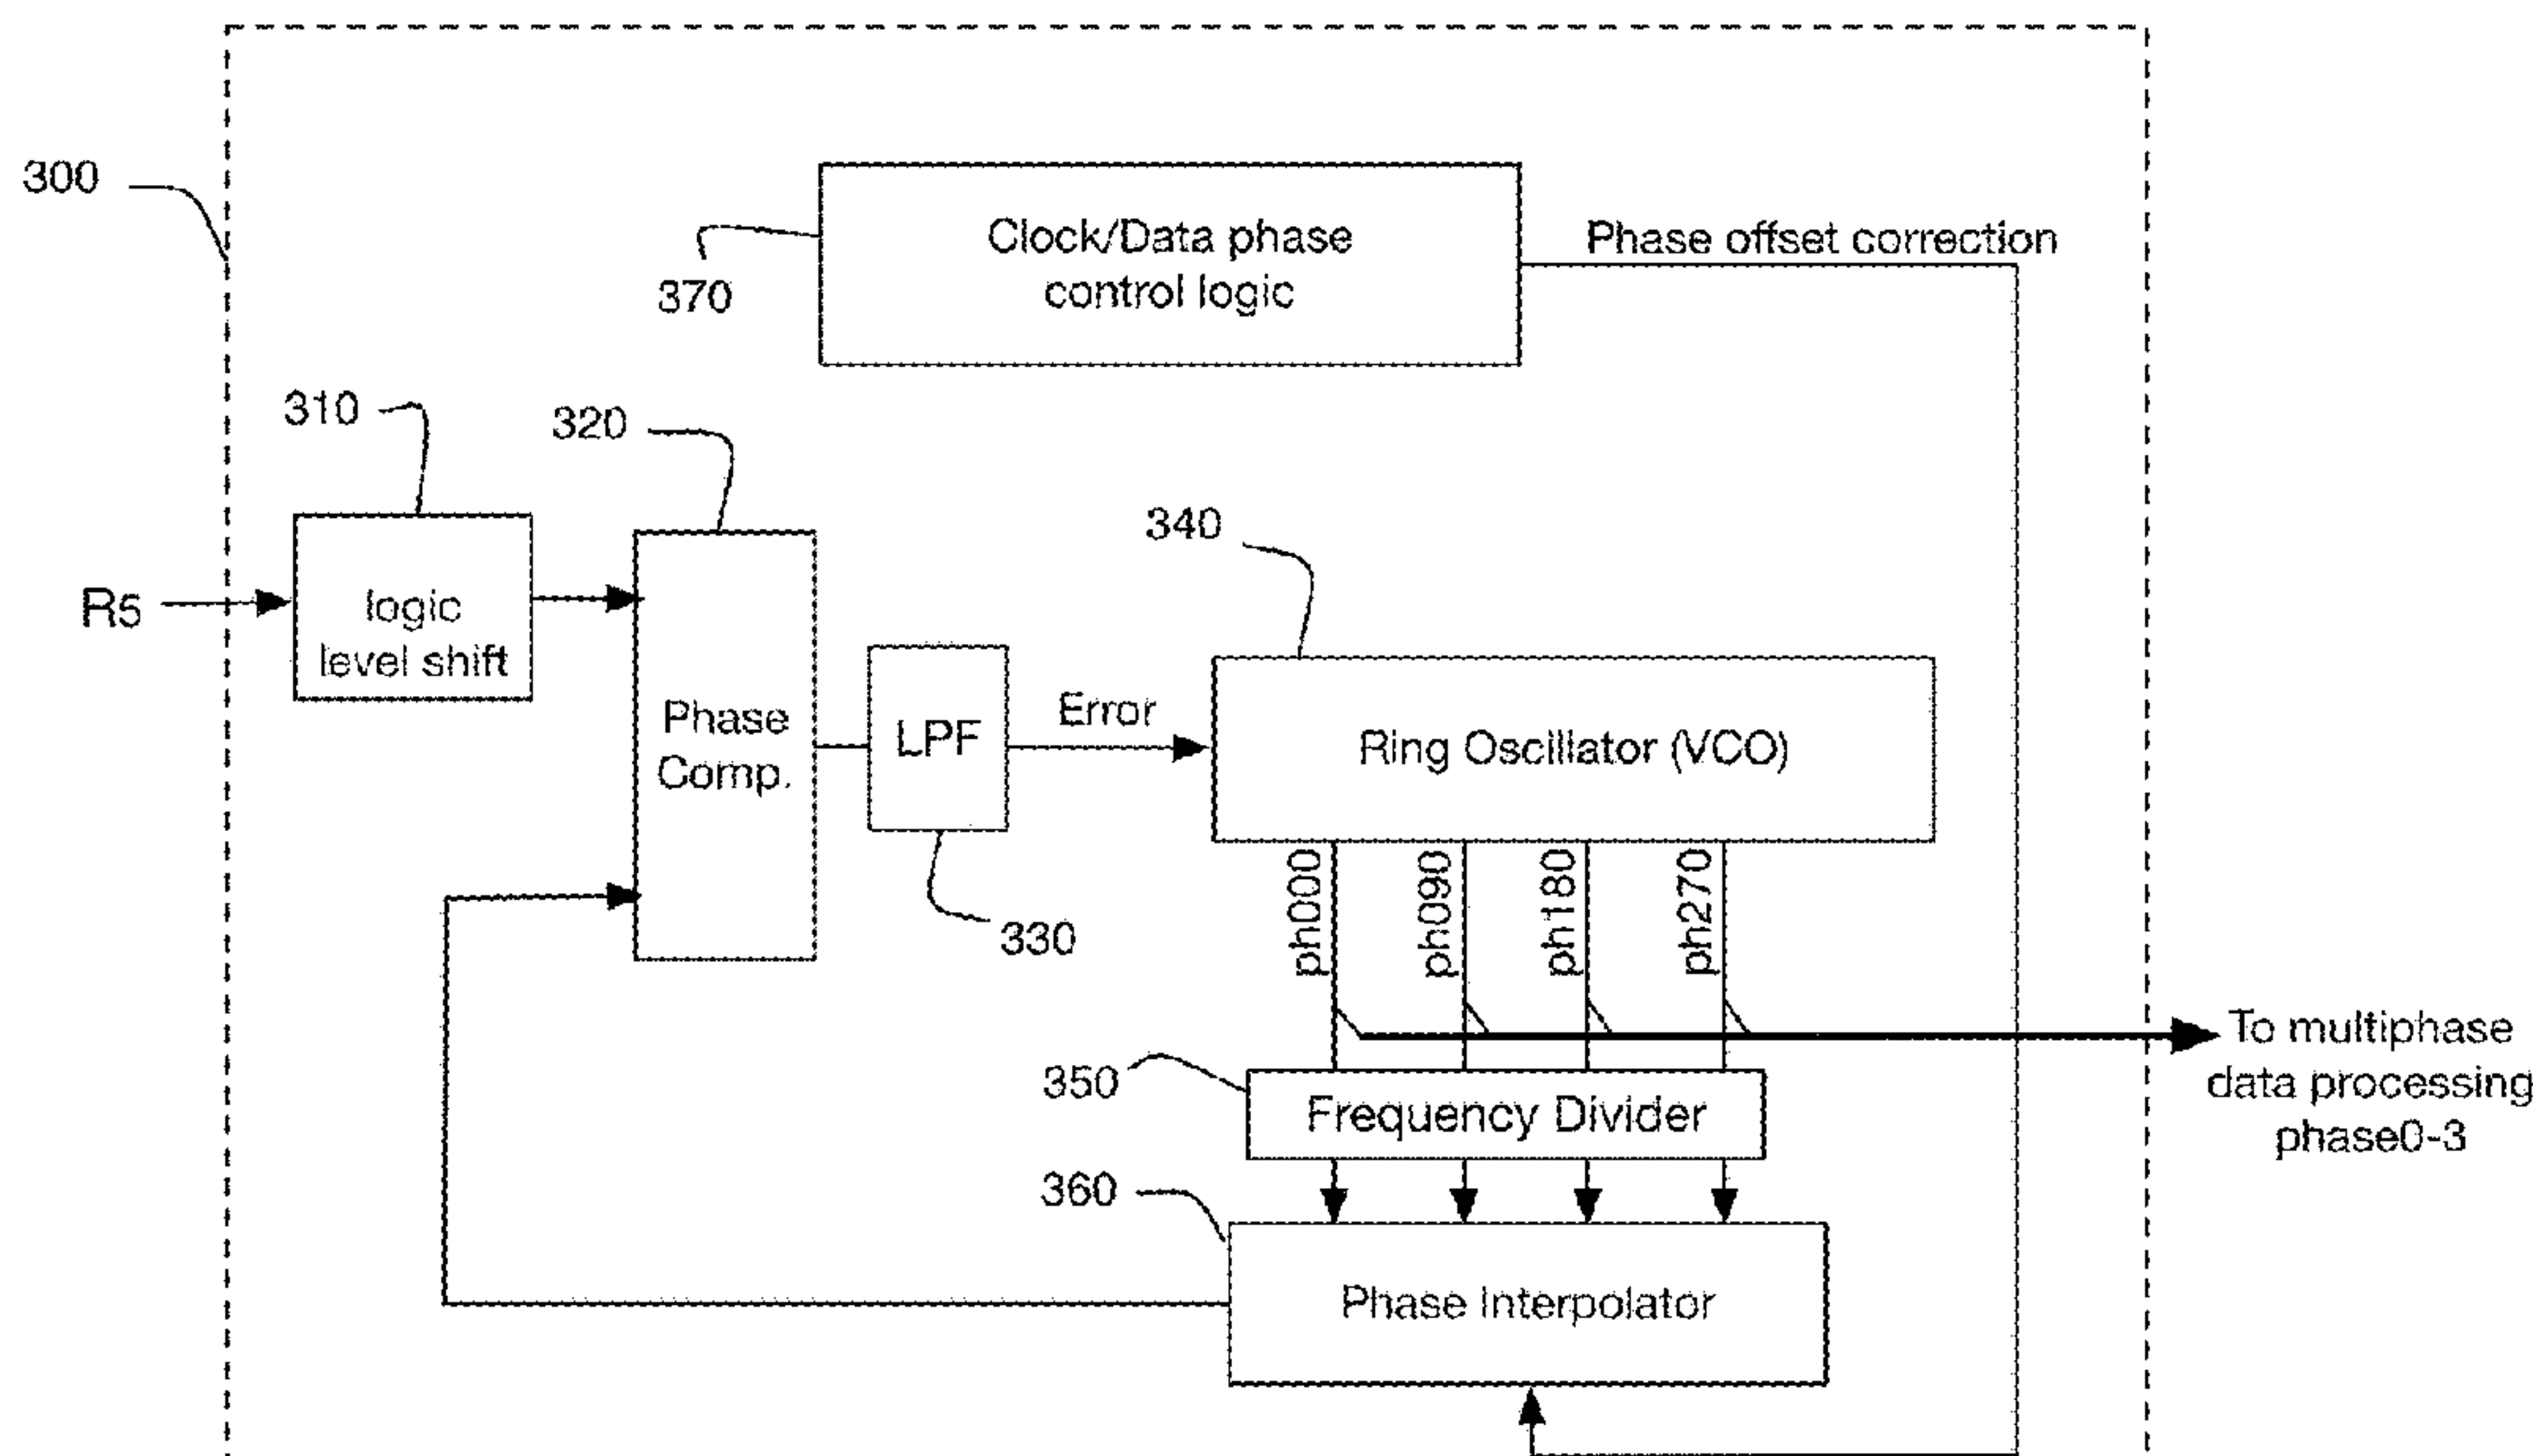 300
370
Clock/Data phase
control logic
Phase offset correction
310
320
340
R5
logic
level shift
Phase
Comp.
LPF
Error
Ring Oscillator (VCO)
330
ph000
ph090
ph180
ph270
To multiphase
data processing
phase0-3
350
Frequency Divider
360
Phase Interpolator